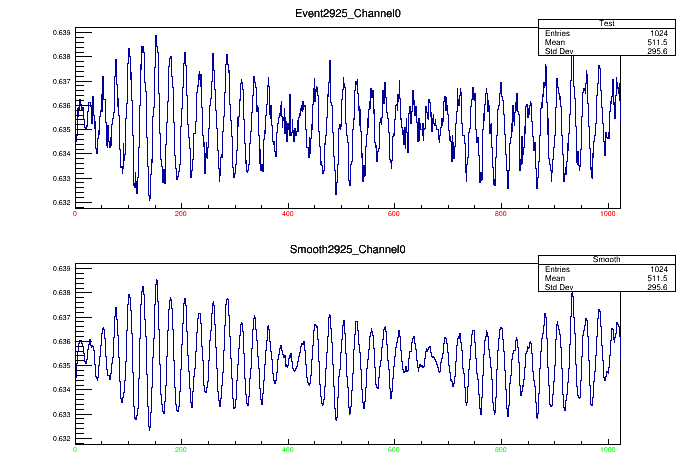 Event2925_Channel0
Test
Entries 1024
Mean 511.5
Std Dev 295.6
0.639
0.638
0.637
0.636
0.635
0.634
0.633
0.632
0 200 400 600 800 1000
Smooth2925_Channel0
Smooth
Entries 1024
Mean 511.5
Std Dev 295.6
0.639
0.638
0.637
0.636
0.635
0.634
0.633
0.632
0 200 400 600 800 1000